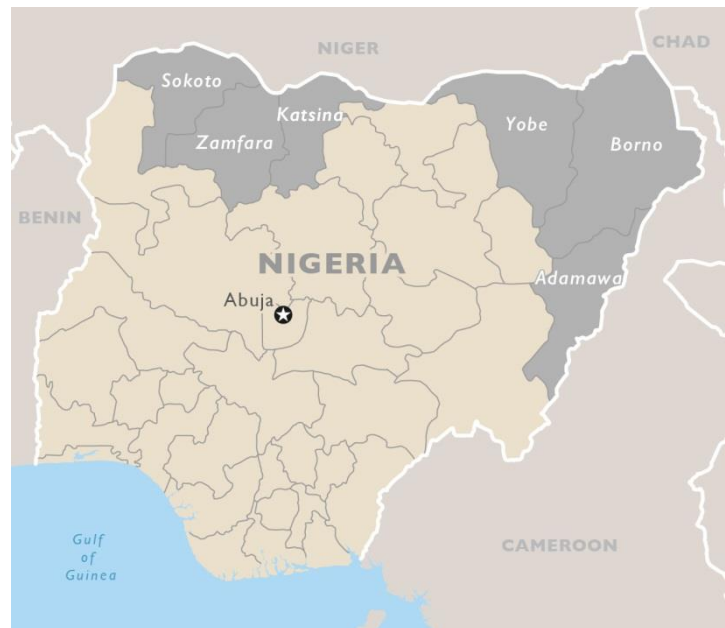 NIGER
CHAD
Sokoto
Katsina
Zamfara
Yobe
Borno
BENIN
NIGERIA
Adamawa
Abuja
Gulf
of
Guinea
CAMEROON